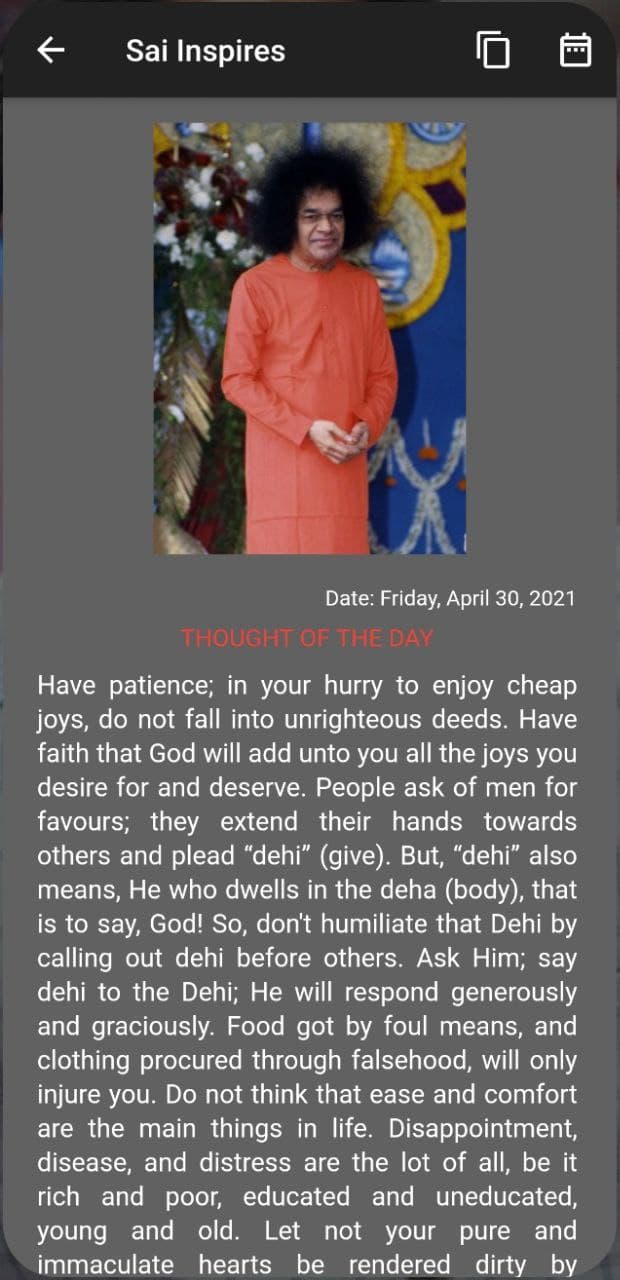 Sai Inspires
Date: Friday, April 30, 2021
THOUGHT OF THE DAY
Have patience; in your hurry to enjoy cheap
joys, do not fall into unrighteous deeds. Have
faith that God will add unto you all the joys you
desire for and deserve. People ask of men for
favours; they extend their hands towards
others and plead “dehi” (give). But, “dehi” also
means, He who dwells in the deha (body), that
is to say, God! So, don't humiliate that Dehi by
calling out dehi before others. Ask Him; say
dehi to the Dehi; He will respond generously
and graciously. Food got by foul means, and
clothing procured through falsehood, will only
injure you. Do not think that ease and comfort
are the main things in life. Disappointment,
disease, and distress are the lot of all, be it
rich and poor, educated and uneducated,
young and old. Let not your pure and
immaculate hearts be rendered dirty by